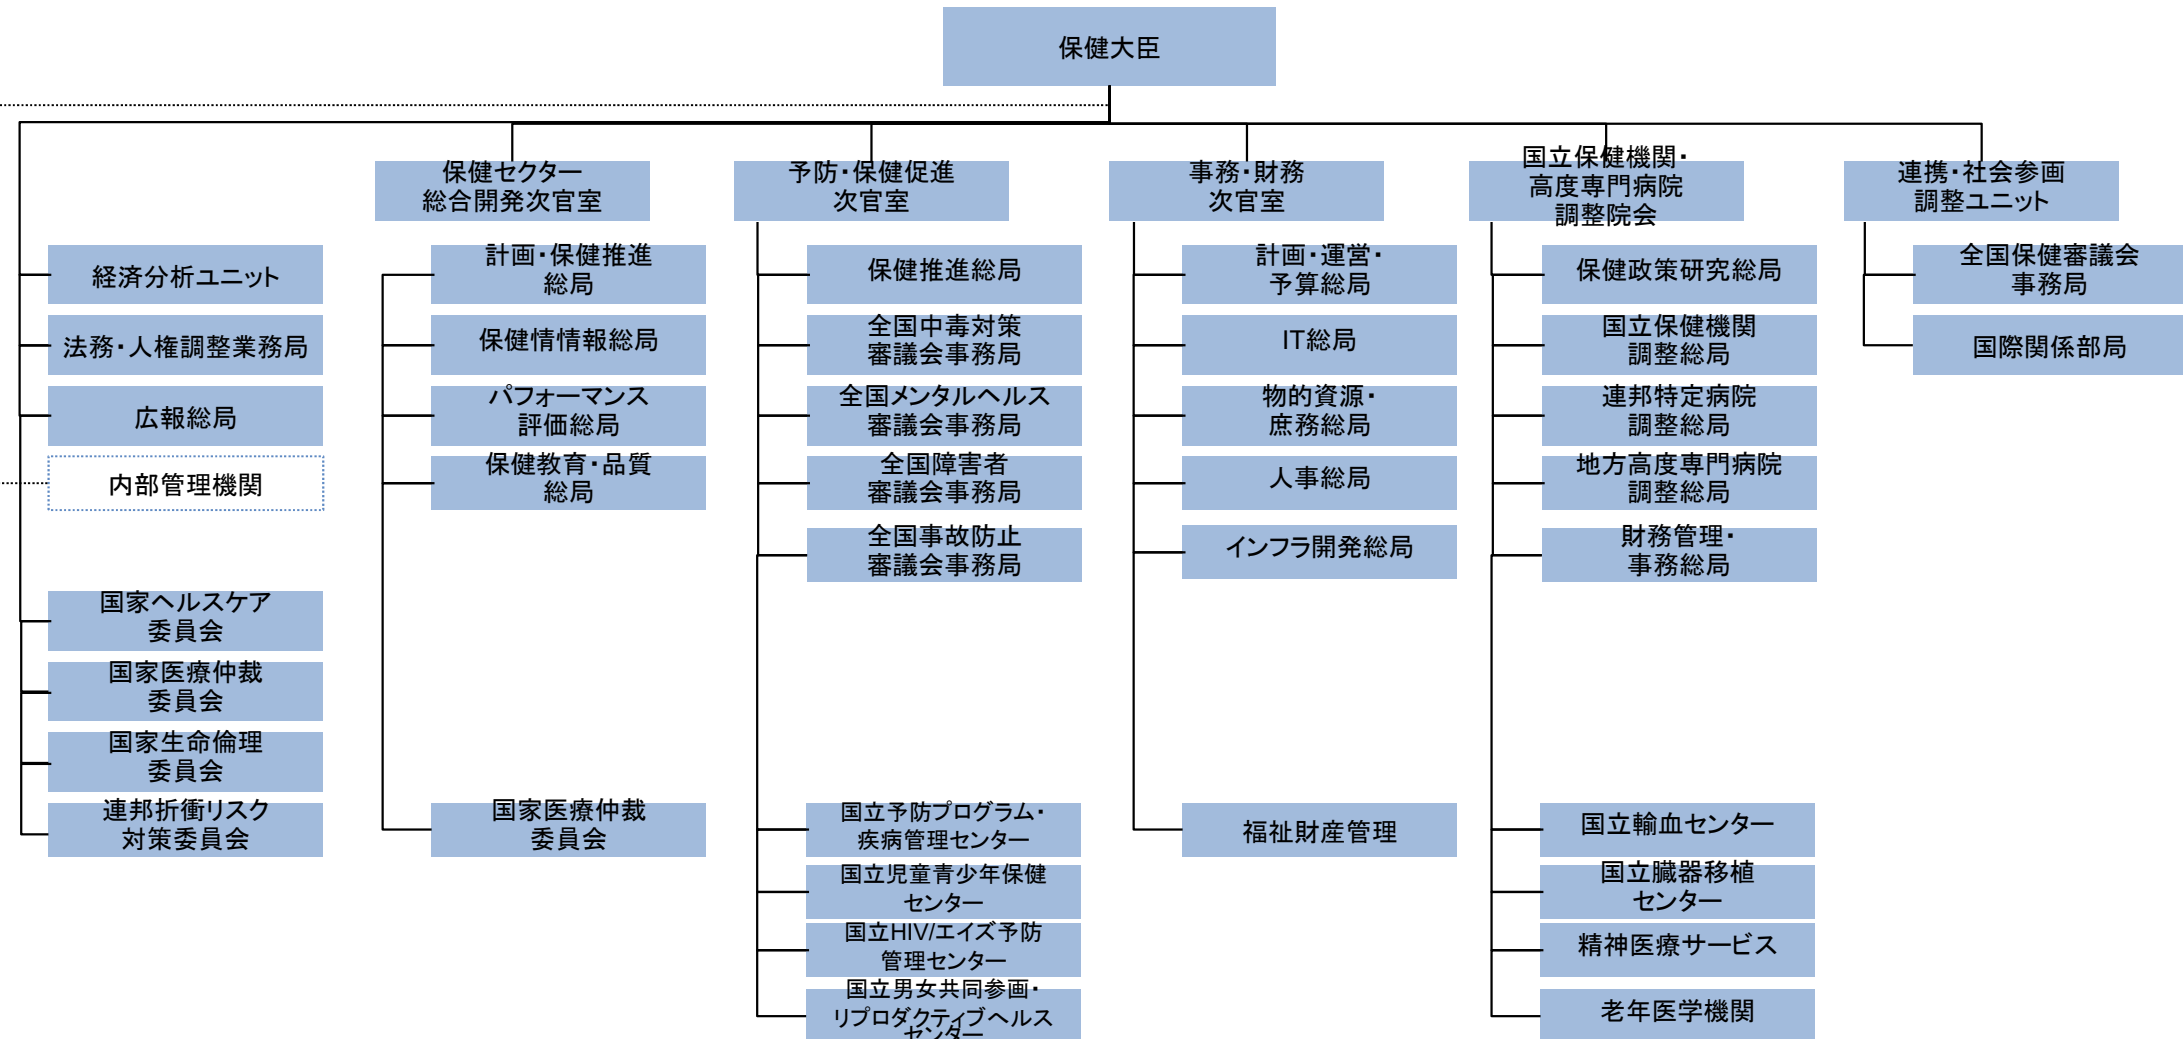 保健大臣
保健セクター
総合開発次官室
予防・保健促進
次官室
事務・財務
次官室
国立保健機関・
高度専門病院
調整院会
連携・社会参画
調整ユニット
経済分析ユニット
法務・人権調整業務局
広報総局
内部管理機関
国家ヘルスケア
委員会
国家医療仲裁
委員会
国家生命倫理
委員会
連邦折衝リスク
対策委員会
計画・保健推進
総局
保健情情報総局
パフォーマンス
評価総局
保健教育・品質
総局
国家医療仲裁
委員会
保健推進総局
全国中毒対策
審議会事務局
全国メンタルヘルス
審議会事務局
全国障害者
審議会事務局
全国事故防止
審議会事務局
国立予防プログラム・
疾病管理センター
国立児童青少年保健
センター
国立HIV/エイズ予防
管理センター
国立男女共同参画・
リプロダクティブヘルス
センター
計画・運営・
予算総局
IT総局
物的資源・
庶務総局
人事総局
インフラ開発総局
福祉財産管理
保健政策研究総局
国立保健機関
調整総局
連邦特定病院
調整総局
地方高度専門病院
調整総局
財務管理・
事務総局
国立輸血センター
国立臓器移植
センター
精神医療サービス
老年医学機関
全国保健審議会
事務局
国際関係部局